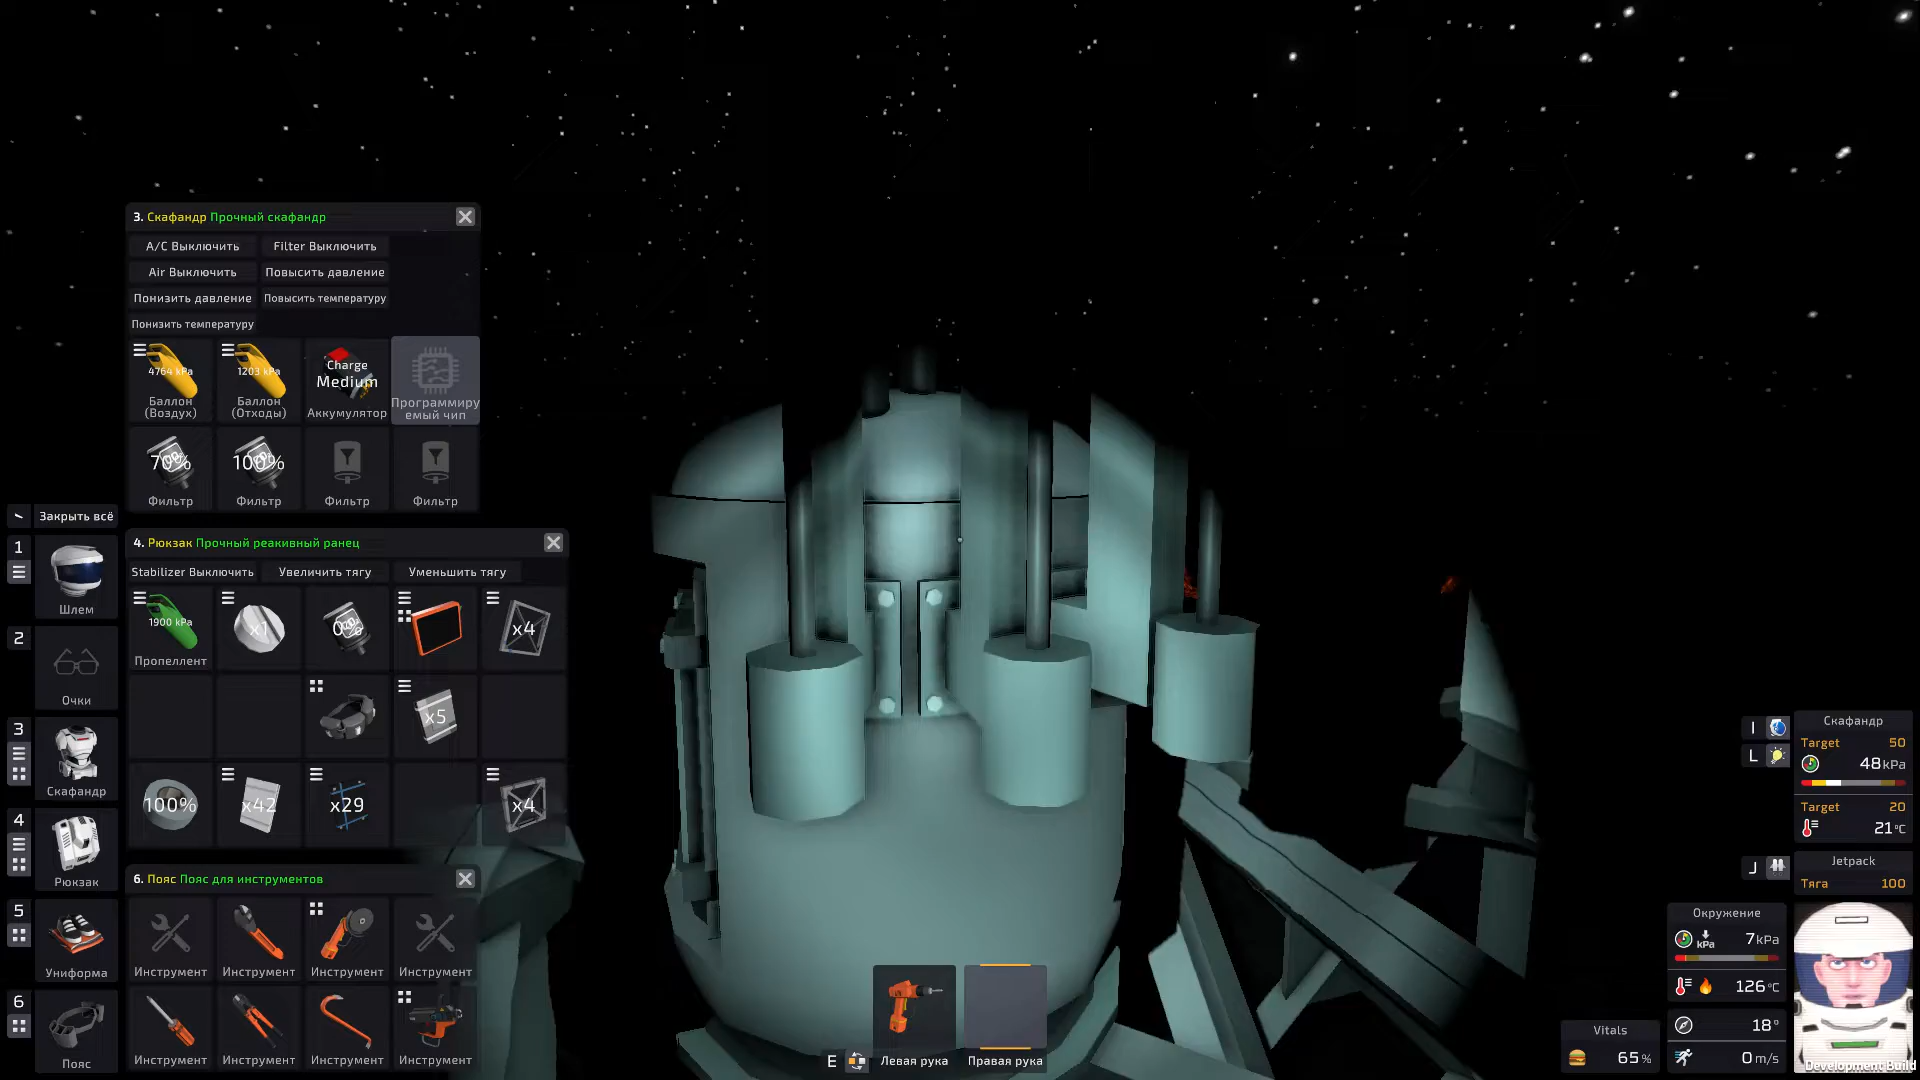 3. Скафандр Прочный скафандр
A/C Выключить
Filter Выключить
Air Выключить
Повысить давление
Понизить давление
Повысить температуру
Понизить температуру
4764 kPa
Баллон
(Воздух)
1203 kPa
Баллон
(Отходы)
Charge
Medium
Аккумулятор
Программиру
емый чип
70%
Фильтр
100%
Фильтр
Фильтр
Фильтр
Закрыть всё
1
Шлем
2
Очки
3
Скафандр
4
Рюкзак
5
Униформа
6
Пояс
4. Рюкзак Прочный реактивный ранец
Stabilizer Выключить
Увеличить тягу
Уменьшить тягу
1900 kPa
Пропеллент
x1
0%
x4
x5
100%
x42
x29
x4
6. Пояс Пояс для инструментов
Инструмент
Инструмент
Инструмент
Инструмент
Инструмент
Инструмент
Инструмент
Инструмент
E
Левая рука
Правая рука
I
L
Скафандр
Target 50
48kPa
Target 20
21°C
J
Jetpack
Тяга 100
Окружение
kPa
7kPa
126°C
18°
0m/s
Vitals
65%
Development Build